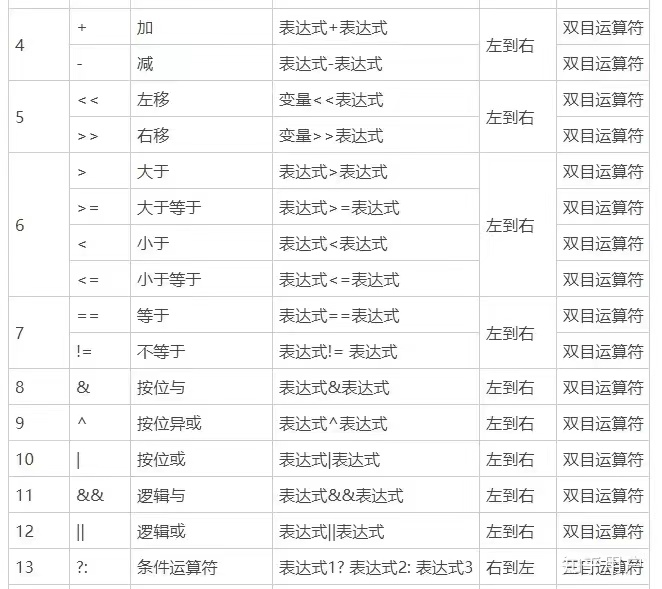 4 + 加 表达式+表达式 左到右 双目运算符
- 减 表达式-表达式 双目运算符
5 << 左移 变量<<表达式 左到右 双目运算符
>> 右移 变量>>表达式 双目运算符
6 > 大于 表达式>表达式 左到右 双目运算符
>= 大于等于 表达式>=表达式 双目运算符
< 小于 表达式<表达式 双目运算符
<= 小于等于 表达式<=表达式 双目运算符
7 == 等于 表达式==表达式 左到右 双目运算符
!= 不等于 表达式!= 表达式 双目运算符
8 & 按位与 表达式&表达式 左到右 双目运算符
9 ^ 按位异或 表达式^表达式 左到右 双目运算符
10 | 按位或 表达式|表达式 左到右 双目运算符
11 && 逻辑与 表达式&&表达式 左到右 双目运算符
12 || 逻辑或 表达式||表达式 左到右 双目运算符
13 ?: 条件运算符 表达式1? 表达式2: 表达式3 右到左 三目运算符